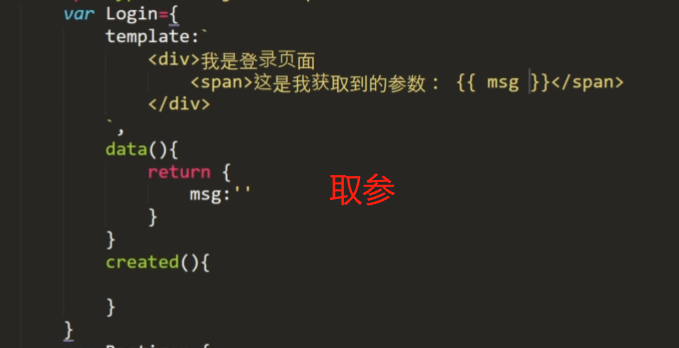 var Login={
template:`
<div>我是登录页面
<span>这是我获取到的参数： {{ msg }}</span>
</div>
`,
data(){
return {
msg:''
取参
}
}
created(){
}
}